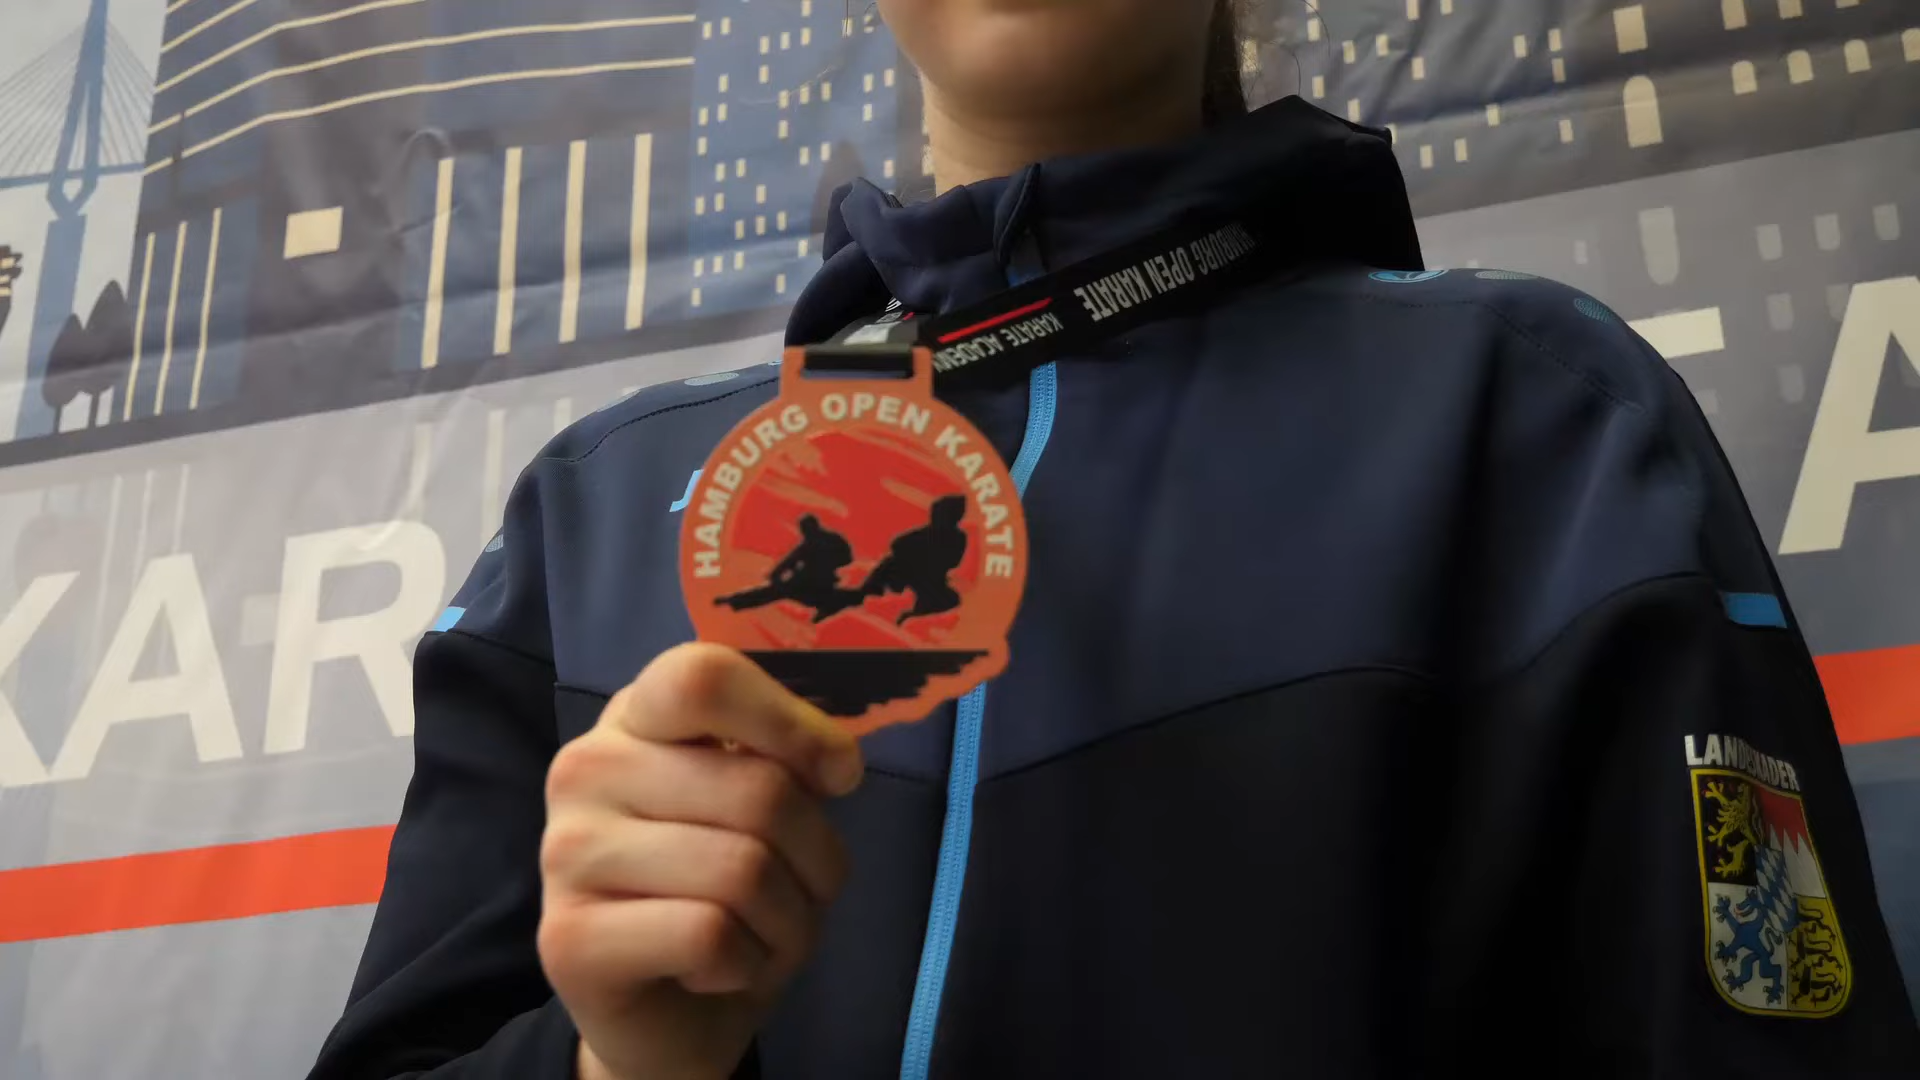 HAMBURG OPEN KARATE
KARATE ACADEMY
HAMBURG OPEN KARATE
KAR
A
LANDESKADER